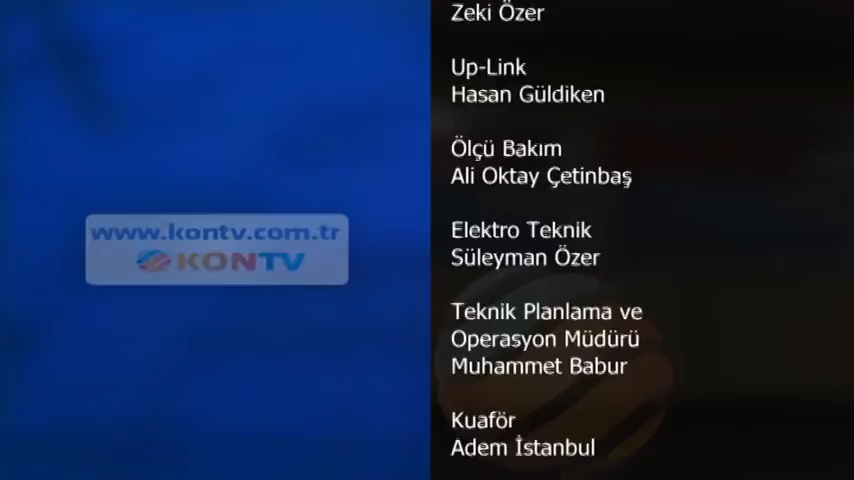 www.kontv.com.tr
KONTV
Zeki Özer
Up-Link
Hasan Güldiken
Ölçü Bakım
Ali Oktay Çetinbaş
Elektro Teknik
Süleyman Özer
Teknik Planlama ve
Operasyon Müdürü
Muhammet Babur
Kuaför
Adem İstanbul